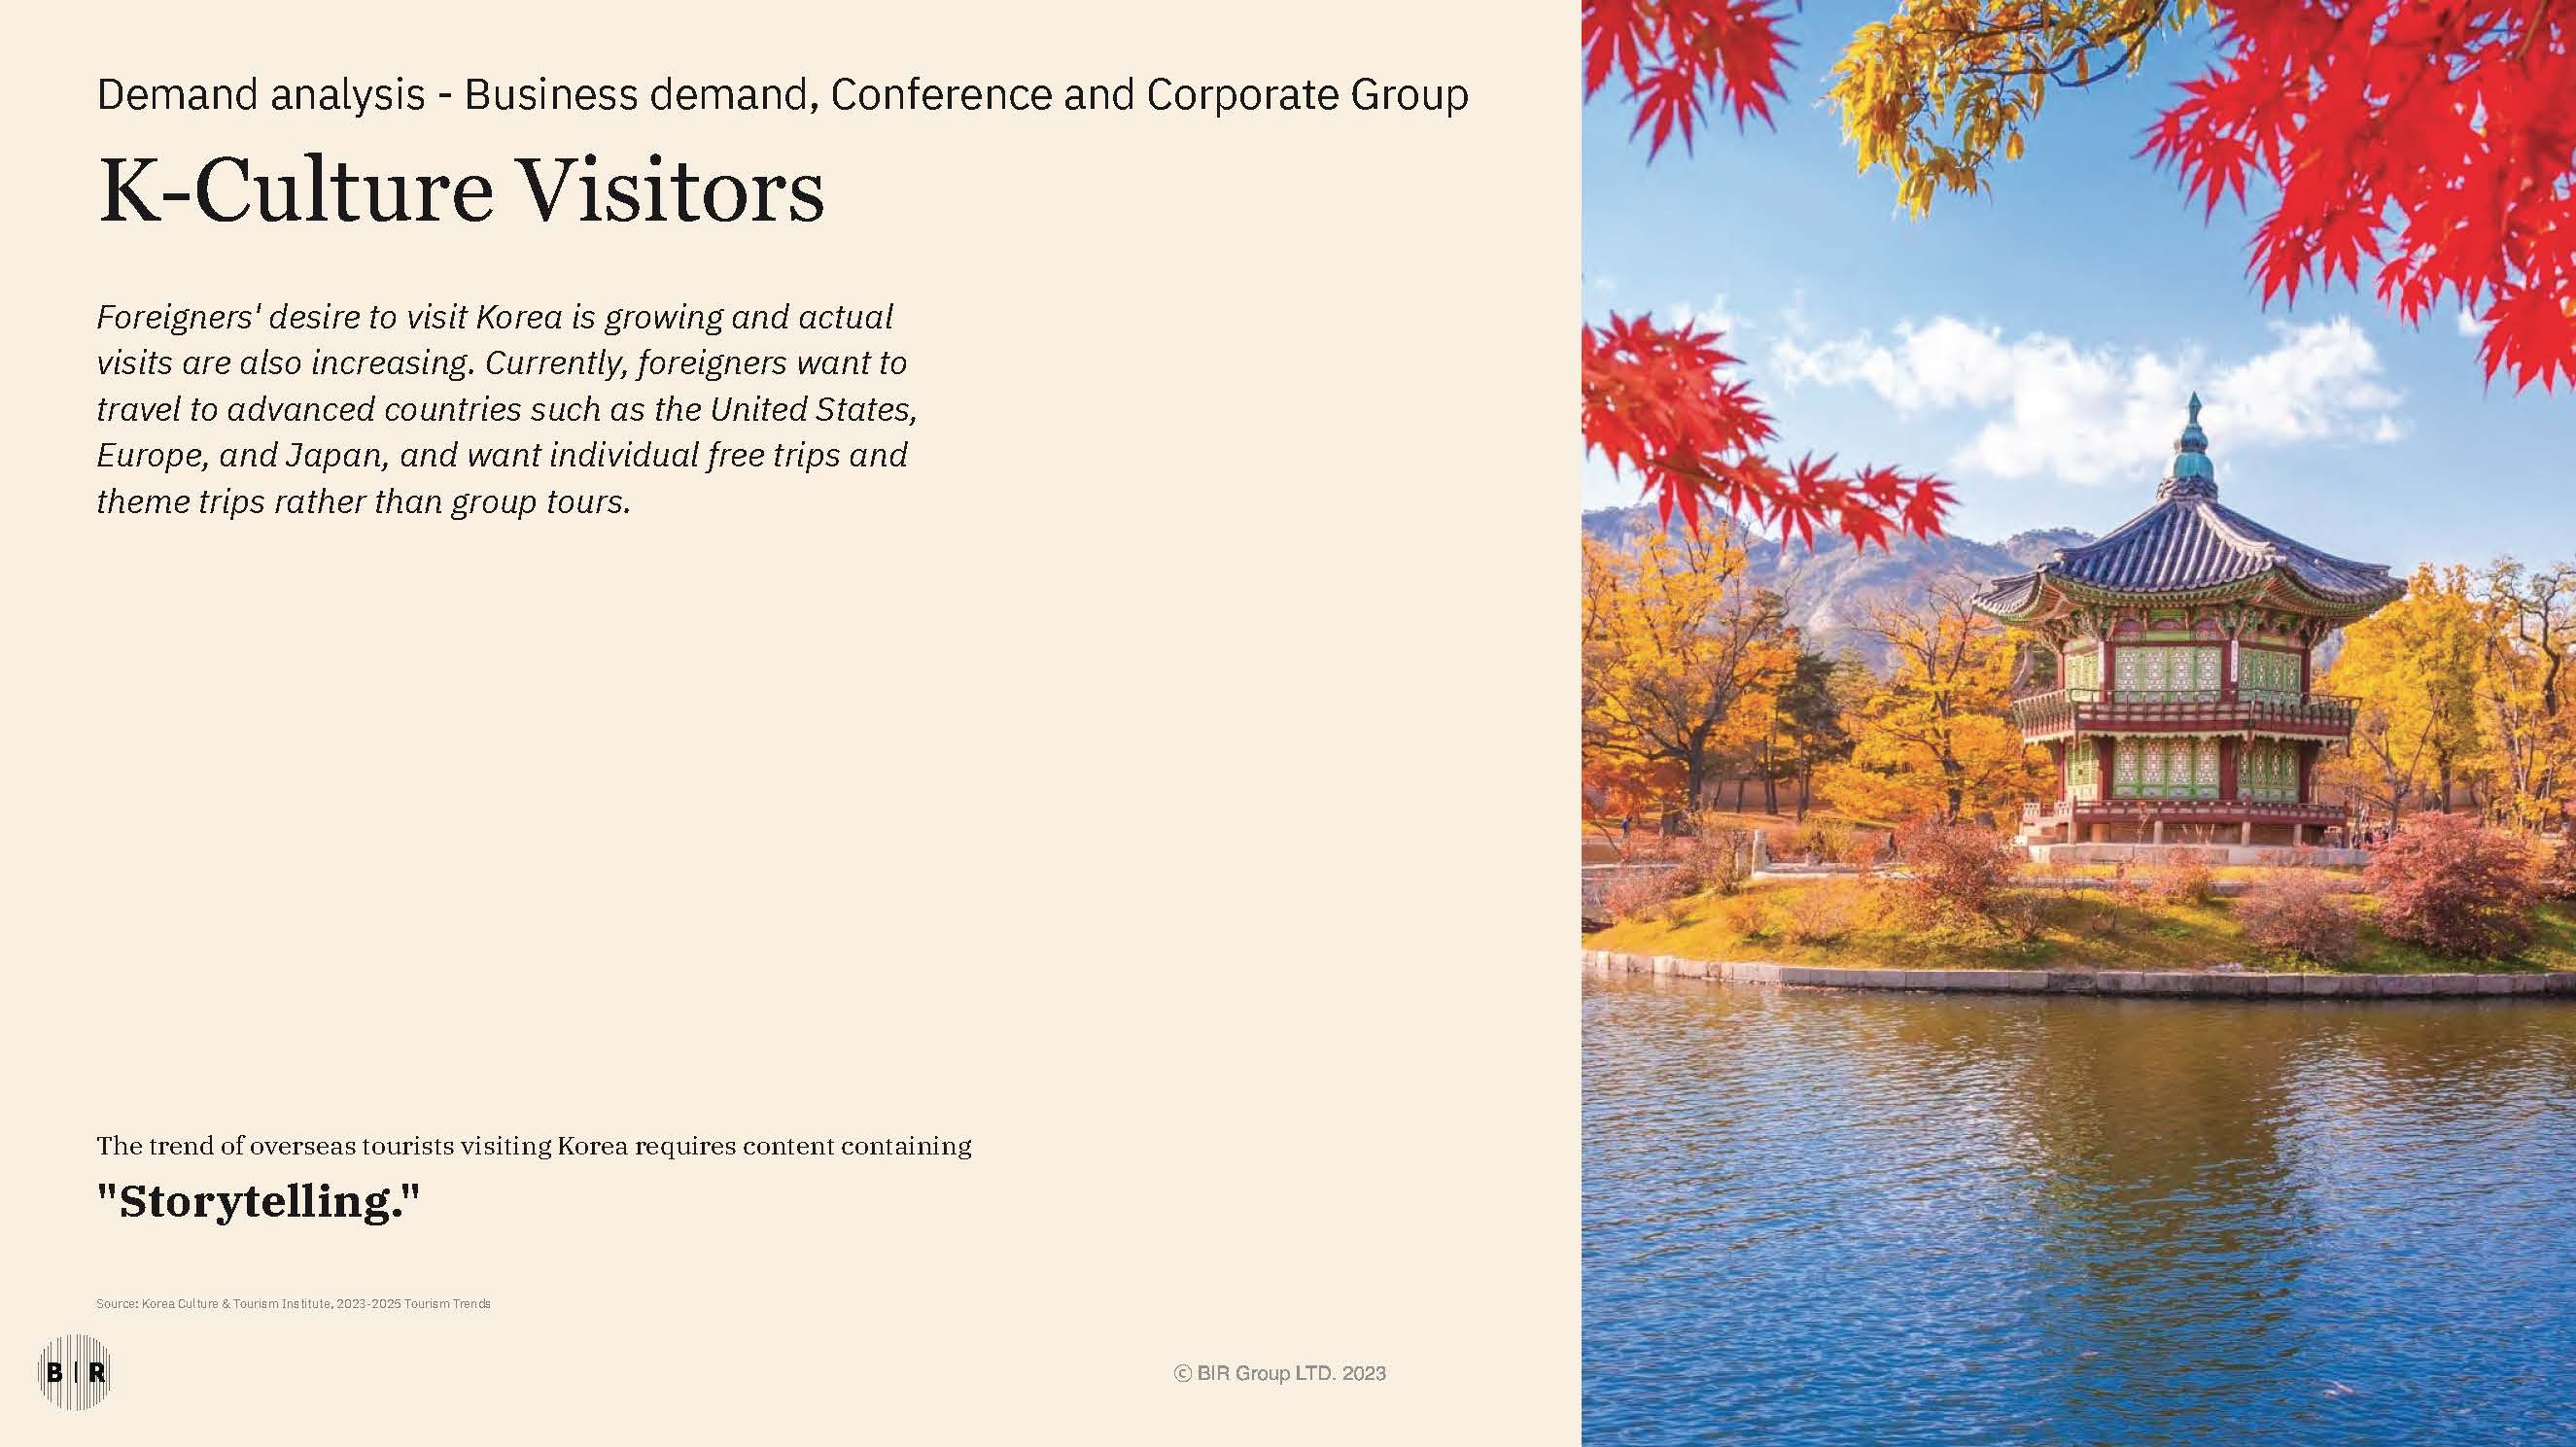 Demand analysis - Business demand, Conference and Corporate Group
K-Culture Visitors
Foreigners' desire to visit Korea is growing and actual
visits are also increasing. Currently, foreigners want to
travel to advanced countries such as the United States,
Europe, and Japan, and want individual free trips and
theme trips rather than group tours.
The trend of overseas tourists visiting Korea requires content containing
"Storytelling."
Source: Korea Culture & Tourism Institute, 2023-2025 Tourism Trends
B | R
© BIR Group LTD. 2023